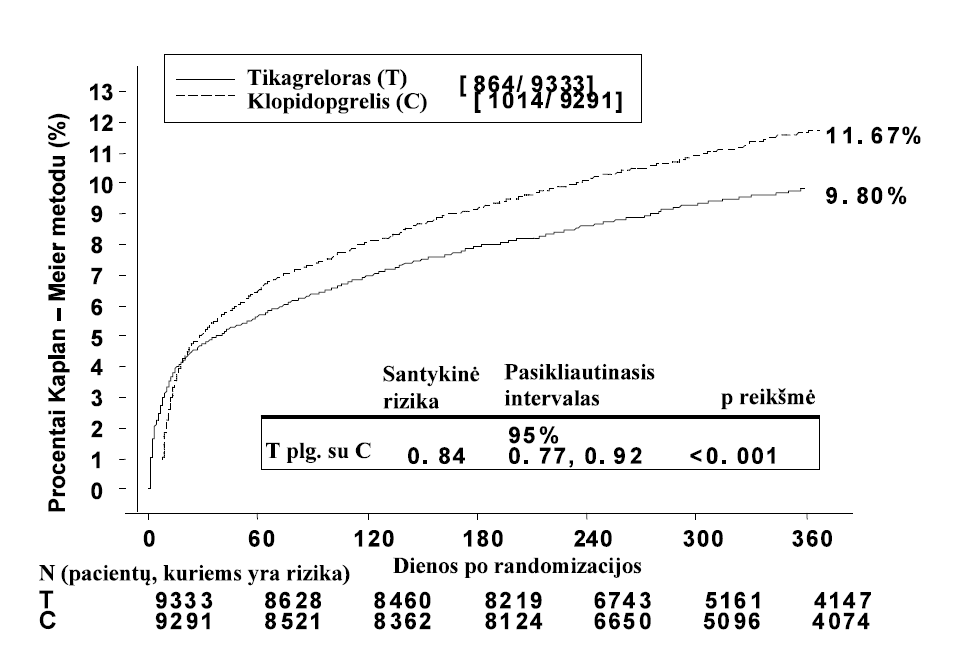 Tikagreloras (T) [ 864/ 9333]
Klopidopgrelis (C) [ 1014/ 9291]
Procentai Kaplan – Meier metodu (%)
13
12
11
10
9
8
7
6
5
4
3
2
1
0
11. 67%
9. 80%
Santykinė rizika
Pasikliautinasis intervalas
p reikšmė
95%
T plg. su C 0. 84 0. 77, 0. 92 <0. 001
0 60 120 180 240 300 360
Dienos po randomizacijos
N (pacientų, kuriems yra rizika)
T 9333 8628 8460 8219 6743 5161 4147
C 9291 8521 8362 8124 6650 5096 4074